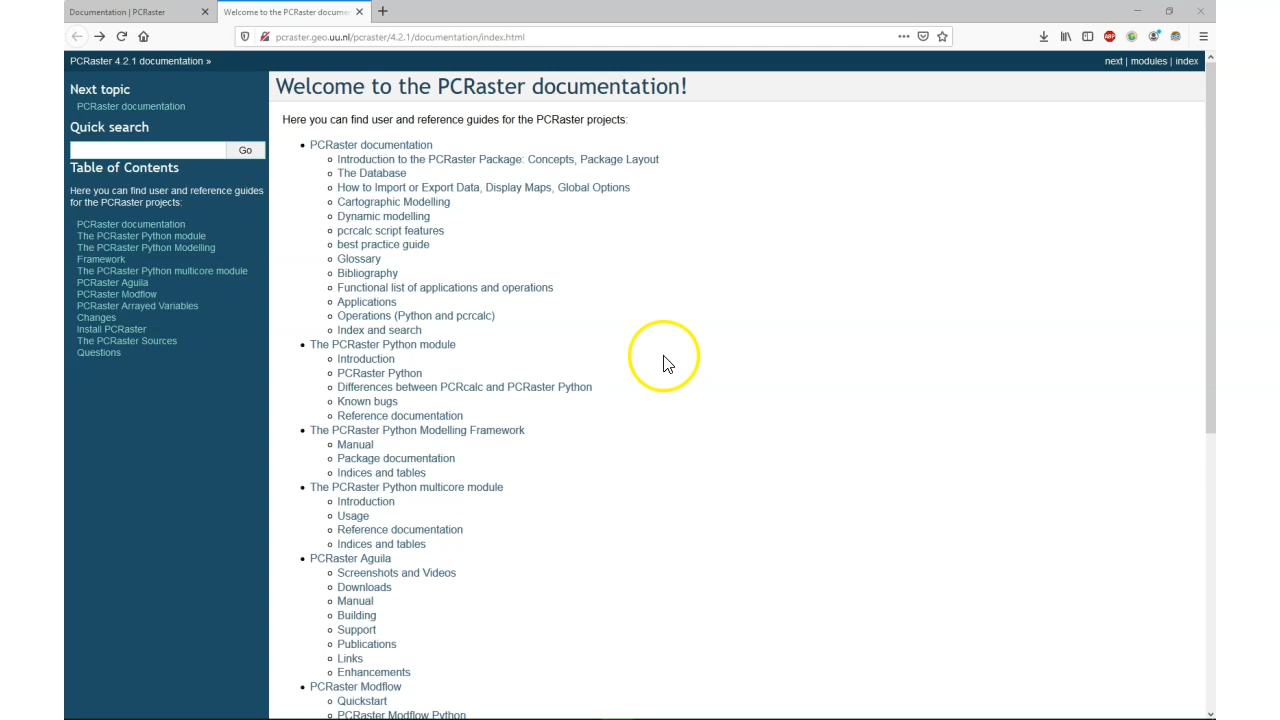 Documentation | PCRaster
Welcome to the PCRaster documen
pcraster.geo.uu.nl/pcraster/4.2.1/documentation/index.html
PCRaster 4.2.1 documentation »
next | modules | index
Next topic
PCRaster documentation
Quick search
Go
Table of Contents
Here you can find user and reference guides
for the PCRaster projects:
PCRaster documentation
The PCRaster Python module
The PCRaster Python Modelling
Framework
The PCRaster Python multicore module
PCRaster Aguila
PCRaster Modflow
PCRaster Arrayed Variables
Changes
Install PCRaster
The PCRaster Sources
Questions
Welcome to the PCRaster documentation!
Here you can find user and reference guides for the PCRaster projects:
PCRaster documentation
Introduction to the PCRaster Package: Concepts, Package Layout
The Database
How to Import or Export Data, Display Maps, Global Options
Cartographic Modelling
Dynamic modelling
pcrcalc script features
best practice guide
Glossary
Bibliography
Functional list of applications and operations
Applications
Operations (Python and pcrcalc)
Index and search
The PCRaster Python module
Introduction
PCRaster Python
Differences between PCRcalc and PCRaster Python
Known bugs
Reference documentation
The PCRaster Python Modelling Framework
Manual
Package documentation
Indices and tables
The PCRaster Python multicore module
Introduction
Usage
Reference documentation
Indices and tables
PCRaster Aguila
Screenshots and Videos
Downloads
Manual
Building
Support
Publications
Links
Enhancements
PCRaster Modflow
Quickstart
PCRaster Modflow Python